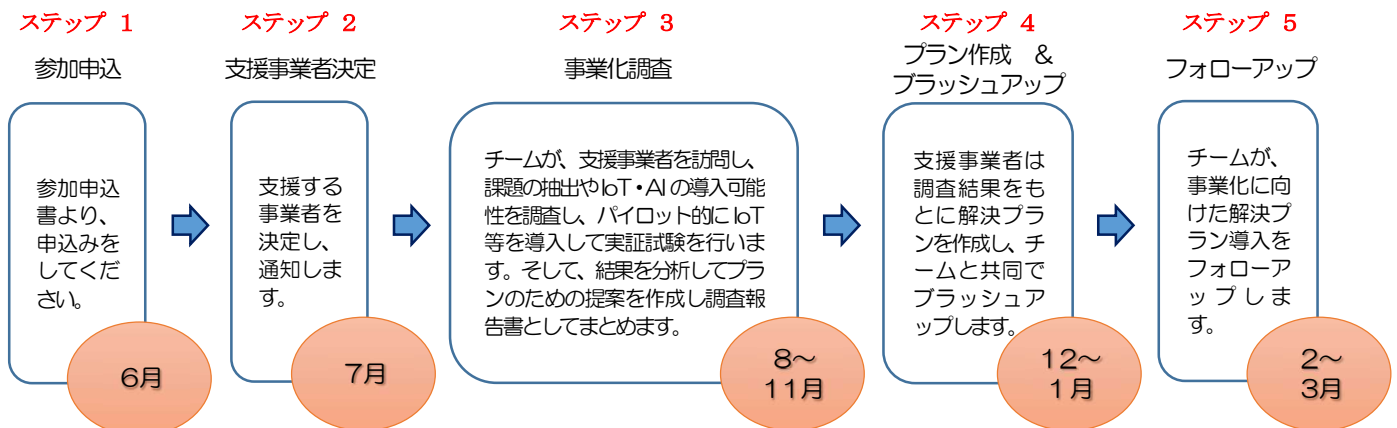 ステップ 1
参加申込
参加申込
書より、
申込みを
してくだ
さい。
6月
ステップ 2
支援事業者決定
支援する
事業者を
決定し、
通知しま
す。
7月
ステップ 3
事業化調査
チームが、支援事業者を訪問し、
課題の抽出やIoT・AIの導入可能
性を調査し、パイロット的にIoT
等を導入して実証試験を行いま
す。そして、結果を分析してプラ
ンのための提案を作成し調査報
告書としてまとめます。
8～
11月
ステップ 4
プラン作成 &
ブラッシュアップ
支援事業者は
調査結果をも
とに解決プラ
ンを作成し、チ
ームと共同で
ブラッシュア
ップします。
12～
1月
ステップ 5
フォローアップ
チームが、
事業化に向
けた解決プ
ラン導入を
フォローア
ップしま
す。
2～
3月